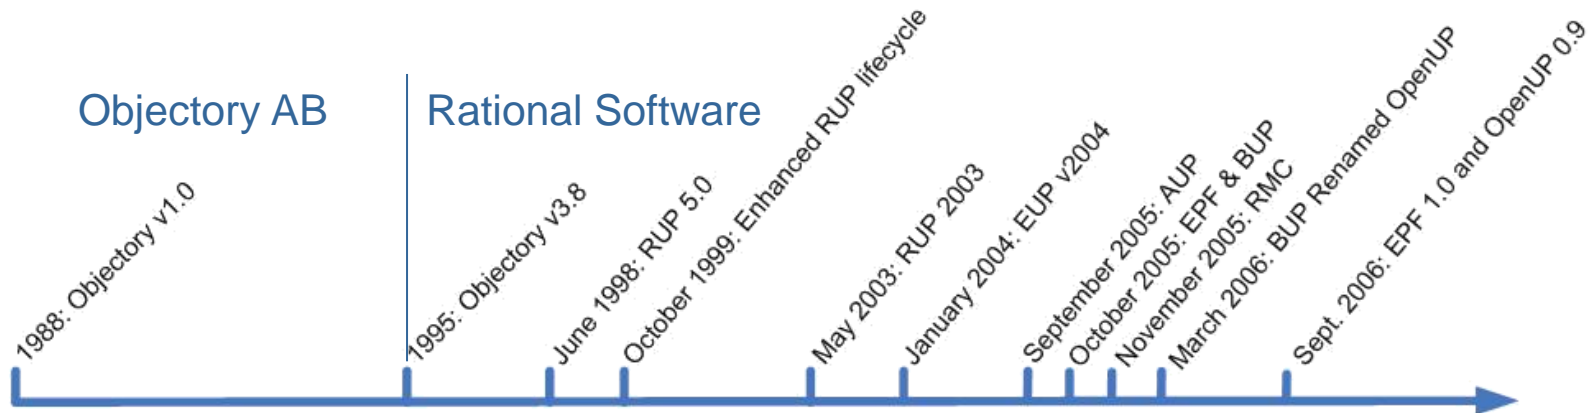 Objectory AB
Rational Software
1988: Objectory v1.0
1995: Objectory v3.8
June 1998: RUP 5.0
October 1999: Enhanced RUP lifecycle
May 2003: RUP 2003
January 2004: EUP v2004
September 2005: AUP
October 2005: EPF & BUP
November 2005: RMC
March 2006: BUP Renamed OpenUP
Sept. 2006: EPF 1.0 and OpenUP 0.9